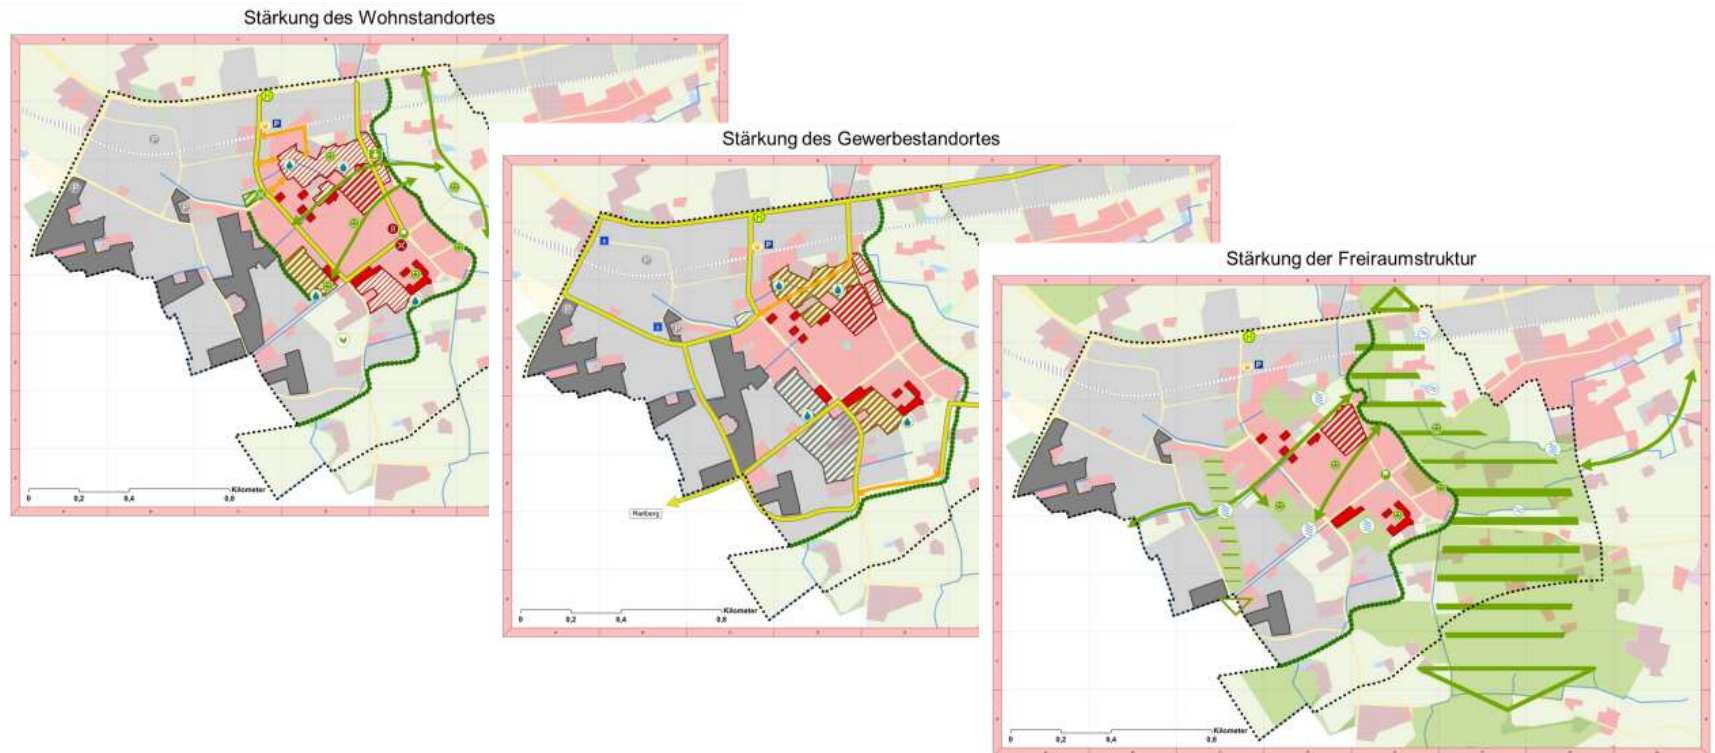 Stärkung des Wohnstandortes
H
P
P
P
Kilometer
0 0,2 0,4 0,8
Stärkung des Gewerbestandortes
H
P
P
P
Rietberg
Kilometer
0 0,2 0,4 0,8
Stärkung der Freiraumstruktur
H
P
Kilometer
0 0,2 0,4 0,8